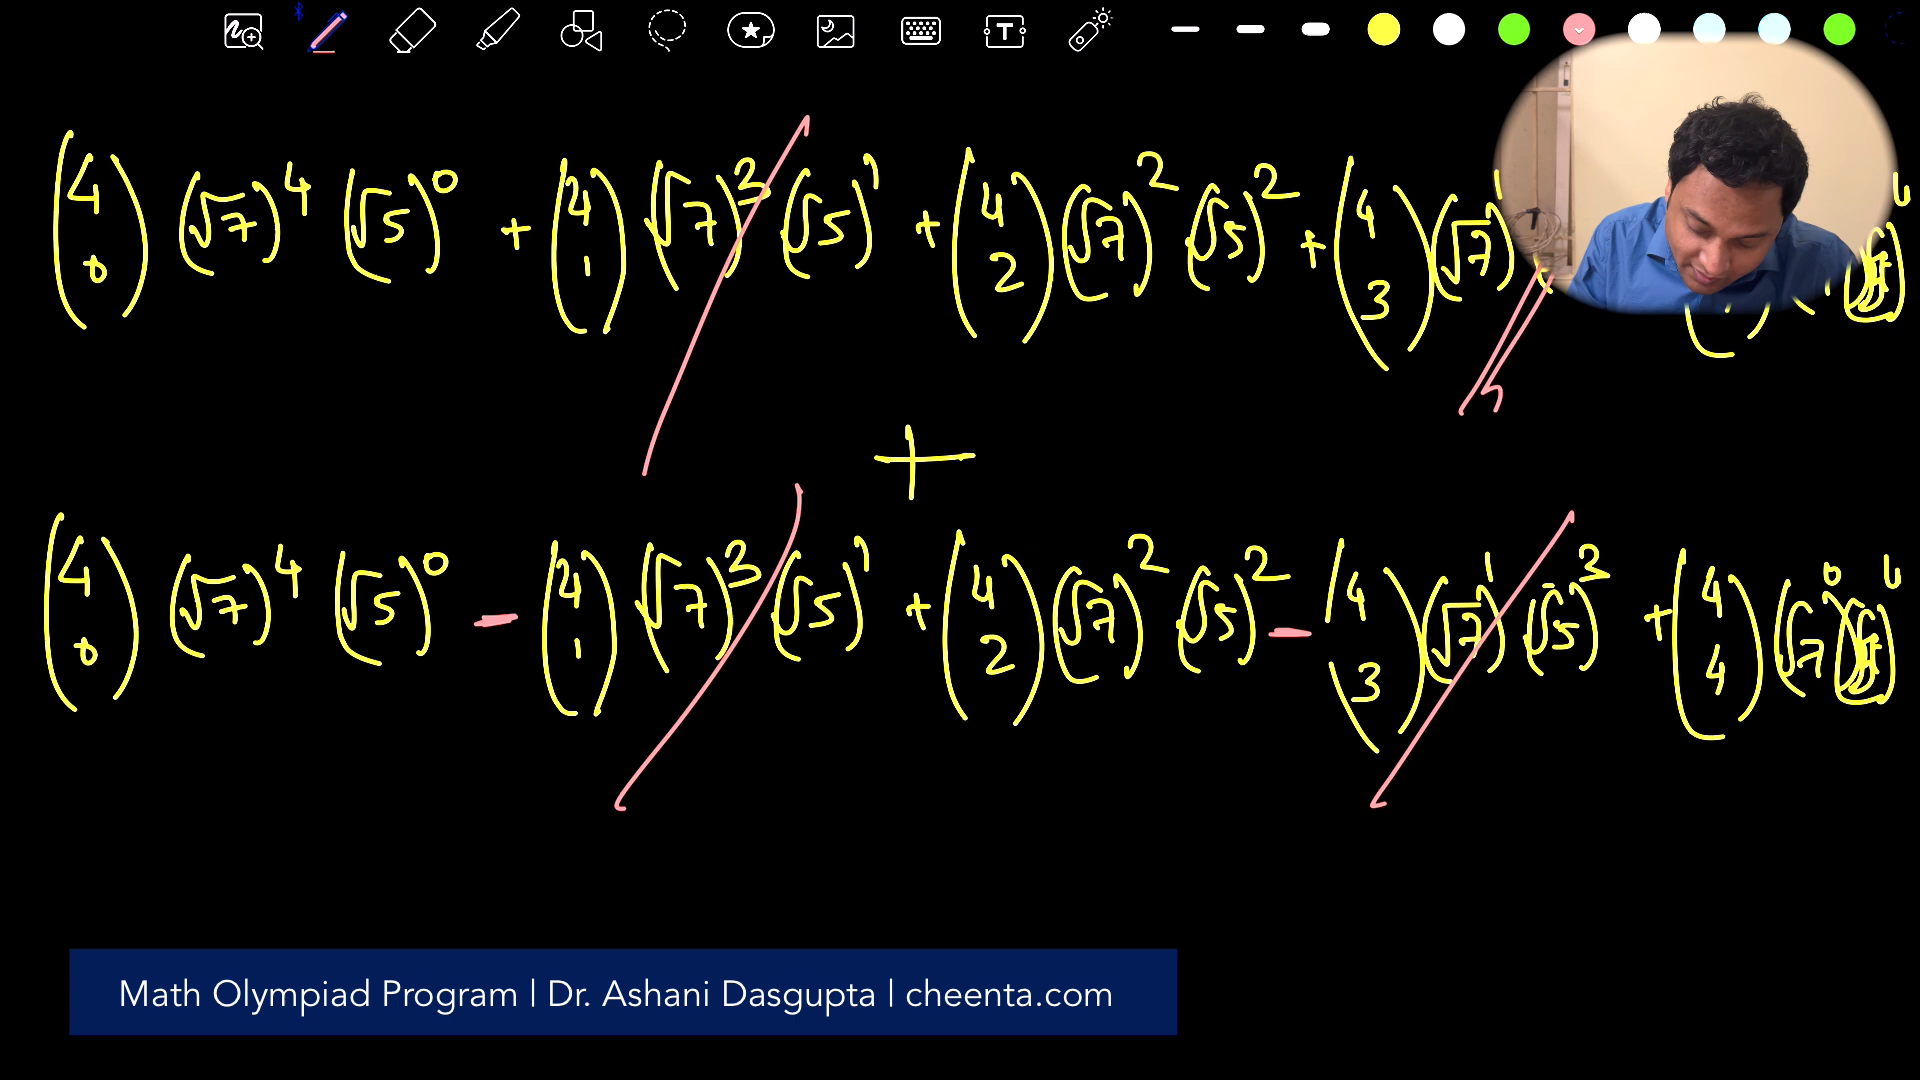 T
(4 0) (√7)^4 (√5)^0 + (4 1) (√7)^3 (√5)^1 + (4 2) (√7)^2 (√5)^2 + (4 3) (√7)^1
+
(4 0) (√7)^4 (√5)^0 - (4 1) (√7)^3 (√5)^1 + (4 2) (√7)^2 (√5)^2 - (4 3) (√7)^1 (√5)^3 + (4 4) (√7)^0
Math Olympiad Program | Dr. Ashani Dasgupta | cheenta.com